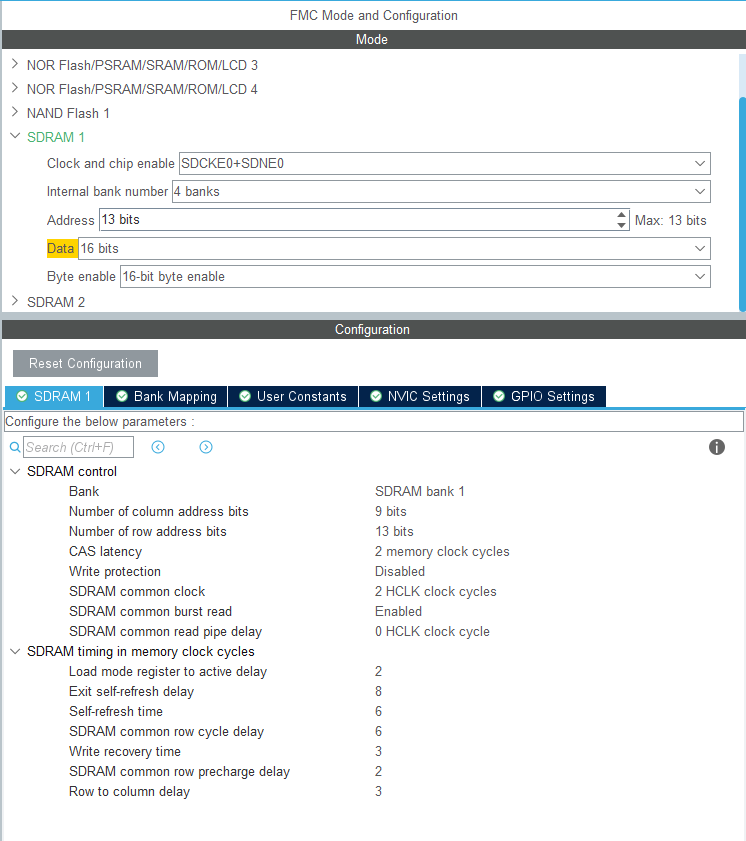 FMC Mode and Configuration
Mode
NOR Flash/PSRAM/SRAM/ROM/LCD 3
NOR Flash/PSRAM/SRAM/ROM/LCD 4
NAND Flash 1
SDRAM 1
Clock and chip enable SDCKE0+SDNE0
Internal bank number 4 banks
Address 13 bits Max: 13 bits
Data 16 bits
Byte enable 16-bit byte enable
SDRAM 2
Configuration
Reset Configuration
SDRAM 1 Bank Mapping User Constants NVIC Settings GPIO Settings
Configure the below parameters :
Search (Ctrl+F)
SDRAM control
Bank SDRAM bank 1
Number of column address bits 9 bits
Number of row address bits 13 bits
CAS latency 2 memory clock cycles
Write protection Disabled
SDRAM common clock 2 HCLK clock cycles
SDRAM common burst read Enabled
SDRAM common read pipe delay 0 HCLK clock cycle
SDRAM timing in memory clock cycles
Load mode register to active delay 2
Exit self-refresh delay 8
Self-refresh time 6
SDRAM common row cycle delay 6
Write recovery time 3
SDRAM common row precharge delay 2
Row to column delay 3